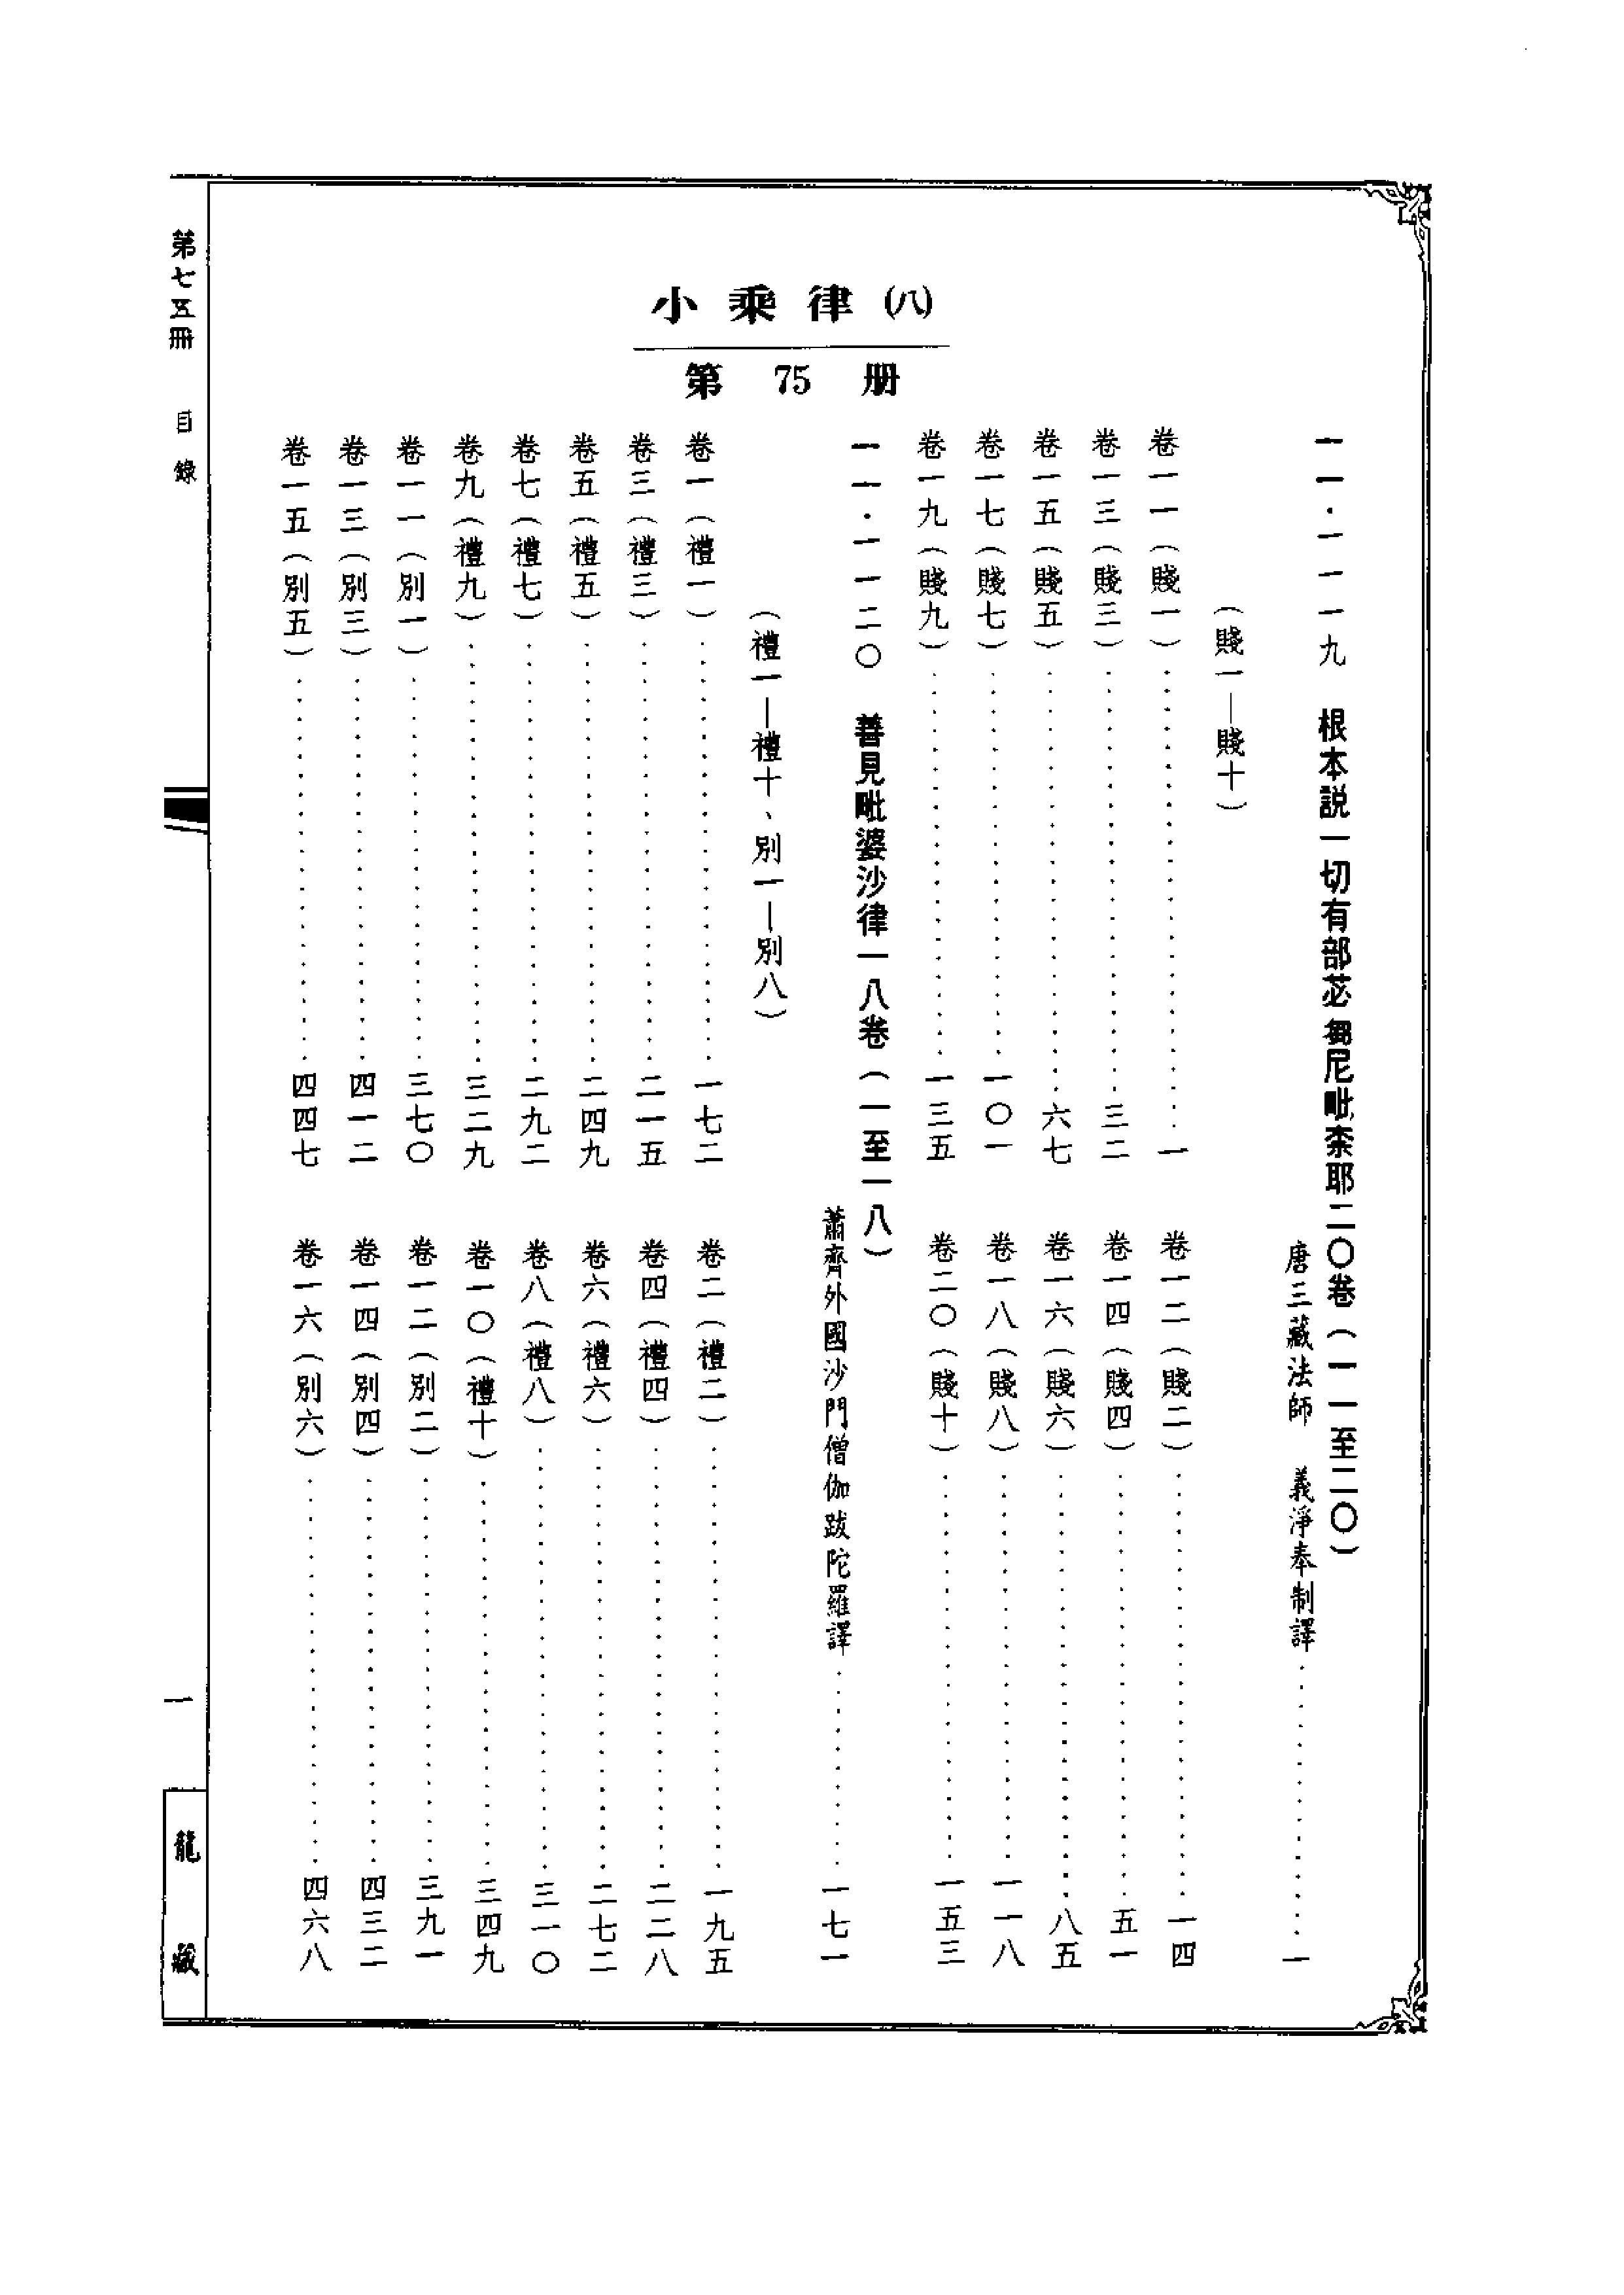 小乘律(八)
第75册
一一·一一一九 根本説一切有部苾芻尼毗柰耶二〇卷(一一至二〇)
唐三藏法師 義淨奉制譯…………一
(賤一—賤十)
卷一一(賤一)…………一
卷一二(賤二)…………一四
卷一三(賤三)…………三二
卷一四(賤四)…………五一
卷一五(賤五)…………六七
卷一六(賤六)…………八五
卷一七(賤七)…………一〇一
卷一八(賤八)…………一一八
卷一九(賤九)…………一三五
卷二〇(賤十)…………一五三
一一·一一二〇 善見毗婆沙律一八卷(一至一八)
蕭齊外國沙門僧伽跋陀羅譯…………一七一
(禮一—禮十、別一—別八)
卷一(禮一)…………一七二
卷二(禮二)…………一九五
卷三(禮三)…………二一五
卷四(禮四)…………二二八
卷五(禮五)…………二四九
卷六(禮六)…………二七二
卷七(禮七)…………二九二
卷八(禮八)…………三一〇
卷九(禮九)…………三二九
卷一〇(禮十)…………三四九
卷一一(別一)…………三七〇
卷一二(別二)…………三九一
卷一三(別三)…………四一二
卷一四(別四)…………四三二
卷一五(別五)…………四四七
卷一六(別六)…………四六八
第七五冊 目錄
一
龍藏